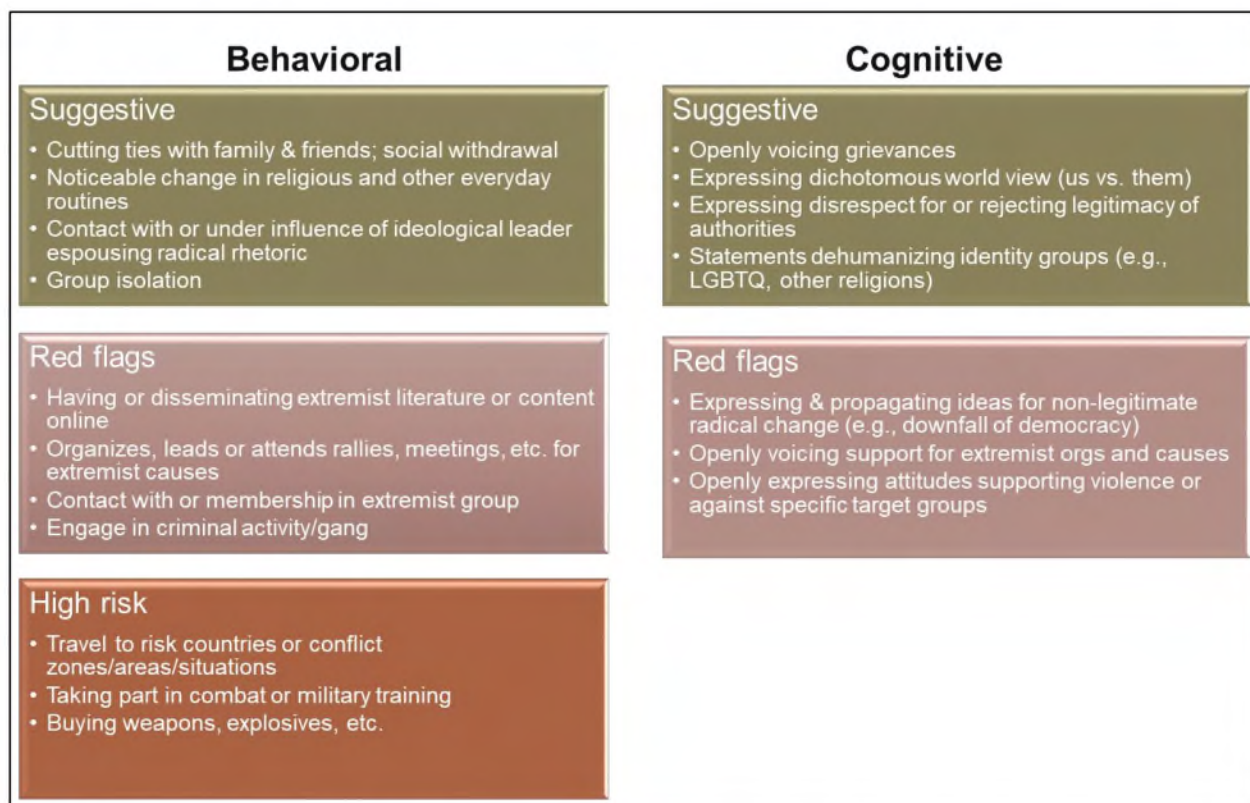 Behavioral
Suggestive
• Cutting ties with family & friends; social withdrawal
• Noticeable change in religious and other everyday
routines
• Contact with or under influence of ideological leader
espousing radical rhetoric
• Group isolation
Red flags
• Having or disseminating extremist literature or content
online
• Organizes, leads or attends rallies, meetings, etc. for
extremist causes
• Contact with or membership in extremist group
• Engage in criminal activity/gang
High risk
• Travel to risk countries or conflict
zones/areas/situations
• Taking part in combat or military training
• Buying weapons, explosives, etc.
Cognitive
Suggestive
• Openly voicing grievances
• Expressing dichotomous world view (us vs. them)
• Expressing disrespect for or rejecting legitimacy of
authorities
• Statements dehumanizing identity groups (e.g.,
LGBTQ, other religions)
Red flags
• Expressing & propagating ideas for non-legitimate
radical change (e.g., downfall of democracy)
• Openly voicing support for extremist orgs and causes
• Openly expressing attitudes supporting violence or
against specific target groups